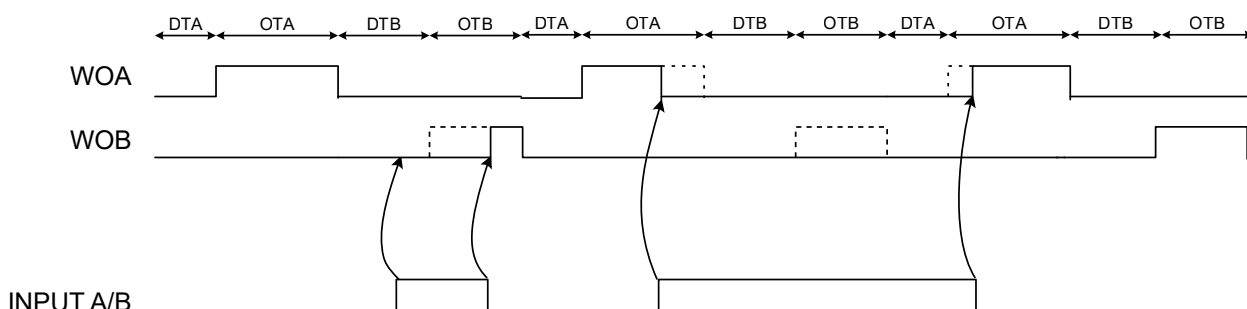 DTA OTA DTB OTB DTA OTA DTB OTB DTA OTA DTB OTB
WOA
WOB
INPUT A/B